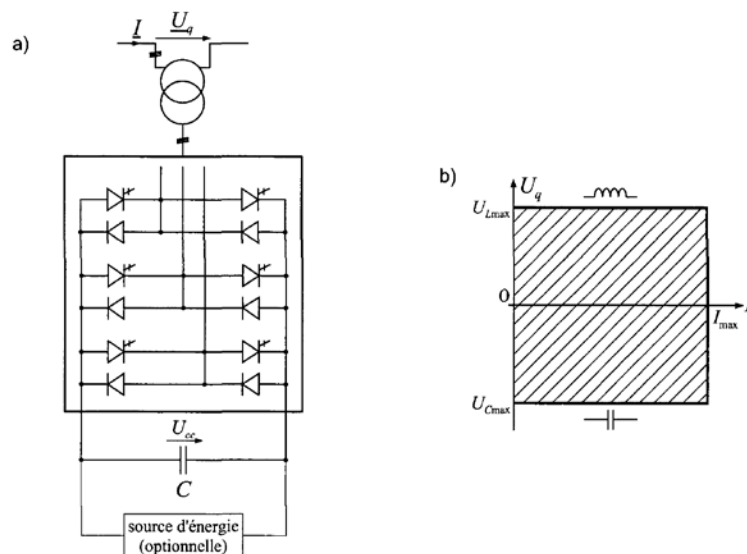 a)
I
U_q
U_cc
C
source d'énergie
(optionnelle)
b)
U_q
U_Lmax
0
I_max
U_Cmax